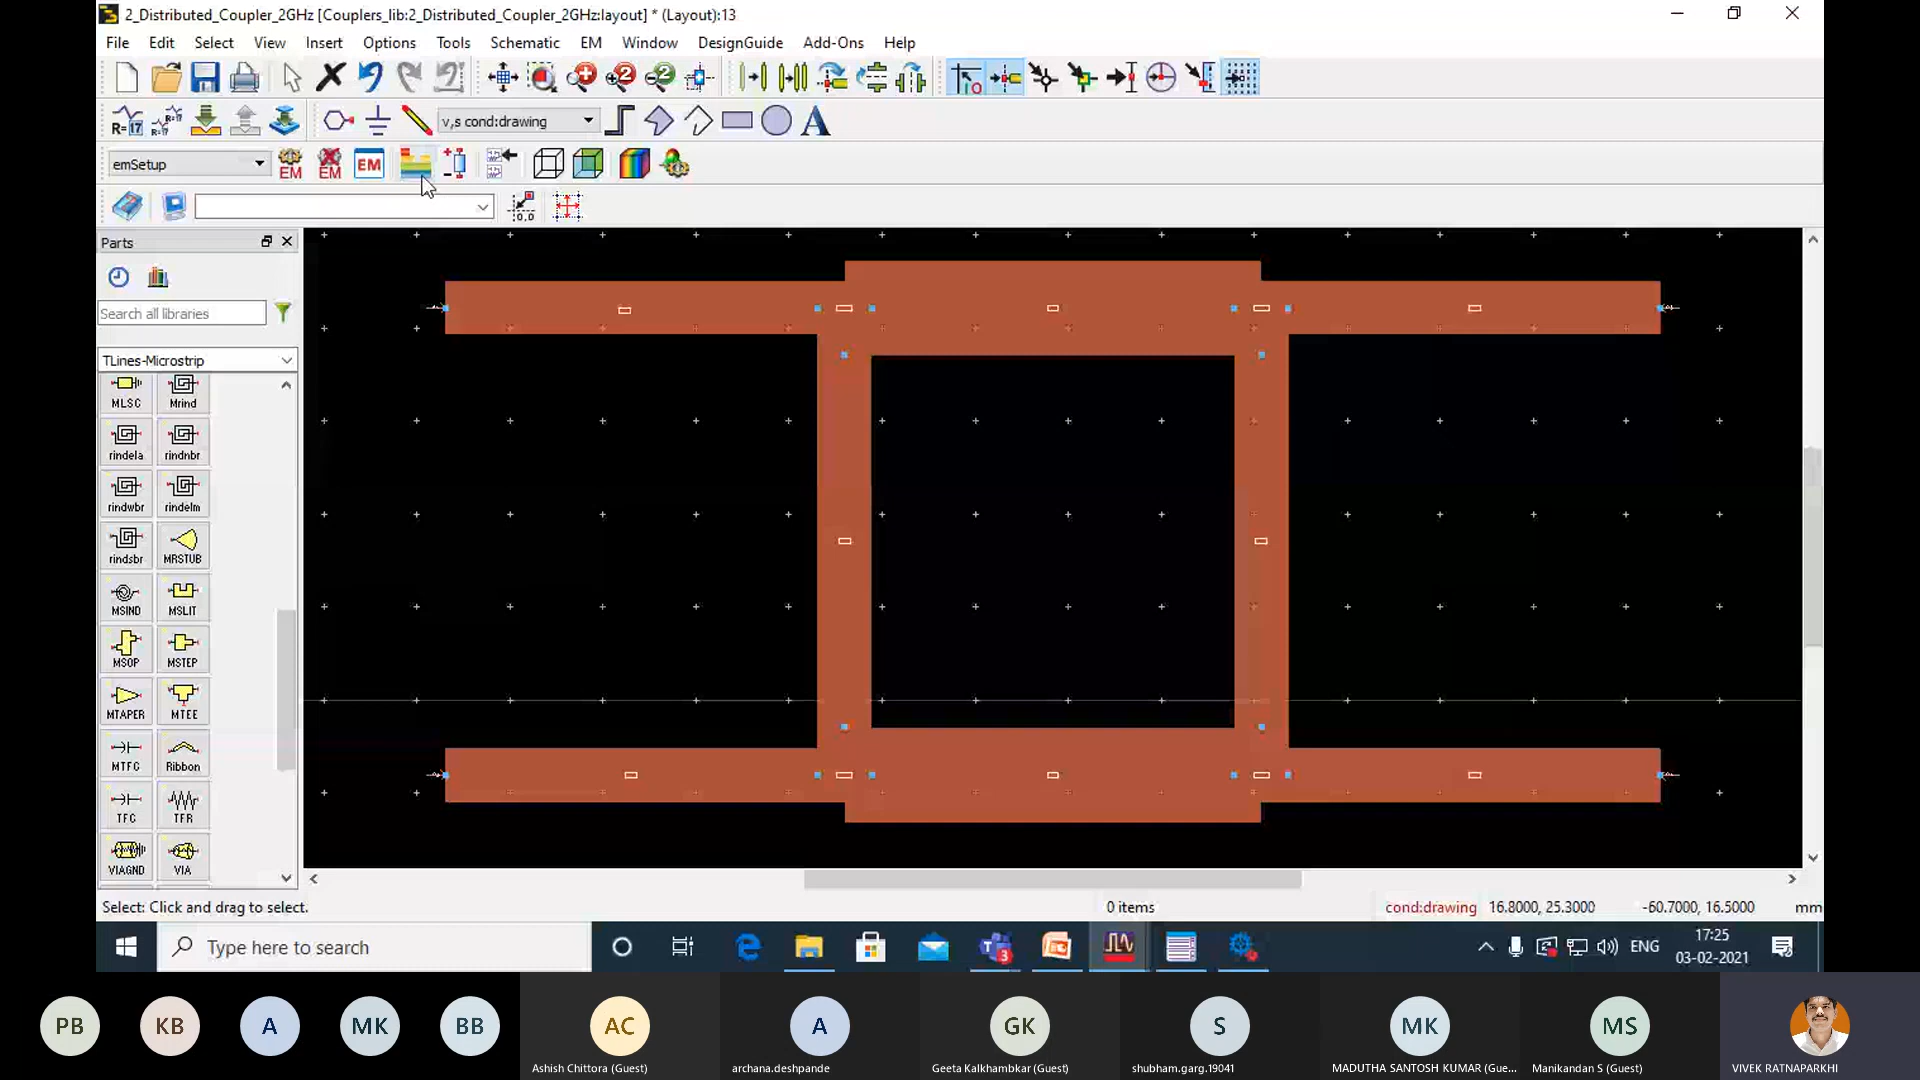 2_Distributed_Coupler_2GHz [Couplers_lib:2_Distributed_Coupler_2GHz:layout] * (Layout):13
File Edit Select View Insert Options Tools Schematic EM Window DesignGuide Add-Ons Help
v,s cond:drawing
emSetup
EM EM EM
0,0
Parts
Search all libraries
TLines-Microstrip
MLSC Mrind
rindela rindnbr
rindwbr rindelm
rindsbr MRSTUB
MSIND MSLIT
MSOP MSTEP
MTAPER MTEE
MTFC Ribbon
TFC TFR
VIAGND VIA
Select: Click and drag to select.
0 items
cond:drawing 16.8000, 25.3000 -60.7000, 16.5000 mm
Type here to search
3
ENG
17:25
03-02-2021
PB KB A MK BB AC A GK S MK MS
Ashish Chittora (Guest) archana.deshpande Geeta Kalkhambkar (Guest) shubham.garg.19041 MADUTHA SANTOSH KUMAR (Gue... Manikandan S (Guest) VIVEK RATNAPARKHI